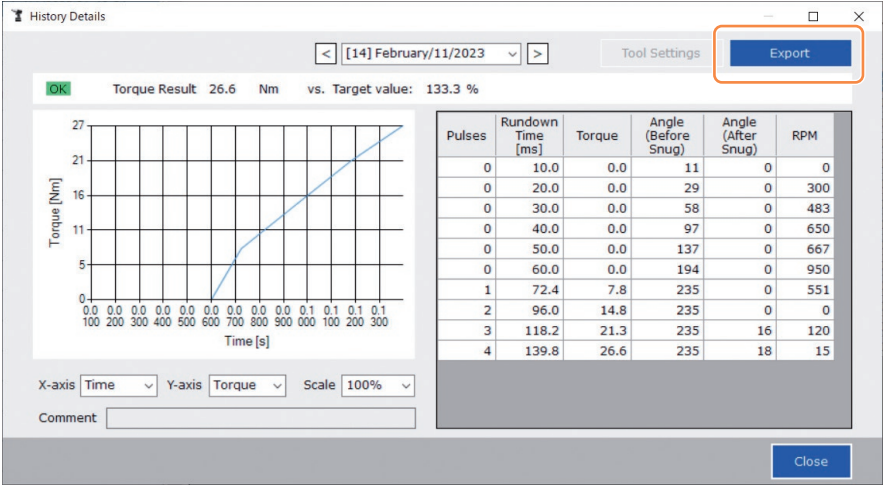 History Details
< [14] February/11/2023 > Tool Settings Export
OK Torque Result 26.6 Nm vs. Target value: 133.3 %
27
21
16
11
5
0
Torque [Nm]
0.0 0.0 0.0 0.0 0.0 0.0 0.0 0.0 0.0 0.1 0.1 0.1 0.1
100 200 300 400 500 600 700 800 900 000 100 200 300
Time [s]
Pulses Rundown Time [ms] Torque Angle (Before Snug) Angle (After Snug) RPM
0 10.0 0.0 11 0 0
0 20.0 0.0 29 0 300
0 30.0 0.0 58 0 483
0 40.0 0.0 97 0 650
0 50.0 0.0 137 0 667
0 60.0 0.0 194 0 950
1 72.4 7.8 235 0 551
2 96.0 14.8 235 0 0
3 118.2 21.3 235 16 120
4 139.8 26.6 235 18 15
X-axis Time Y-axis Torque Scale 100%
Comment
Close